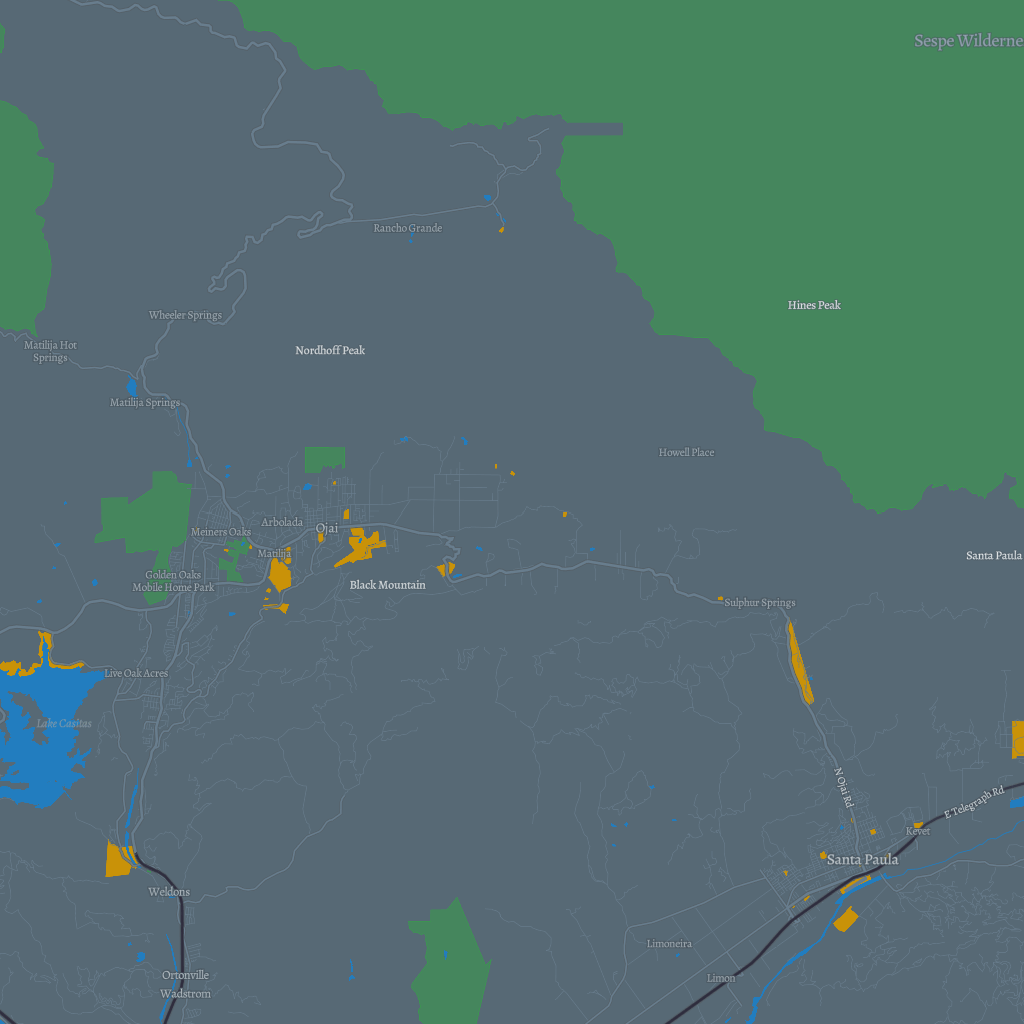 Sespe Wilderne
Rancho Grande
Hines Peak
Wheeler Springs
Matilija Hot
Springs
Nordhoff Peak
Matilija Springs
Howell Place
Arbolada
Ojai
Meiners Oaks
Matilija
Santa Paula
Golden Oaks
Mobile Home Park
Black Mountain
Sulphur Springs
Live Oak Acres
Lake Casitas
N Ojai Rd
E Telegraph Rd
Kevet
Santa Paula
Weldons
Limoneira
Ortonville
Limon
Wadstrom